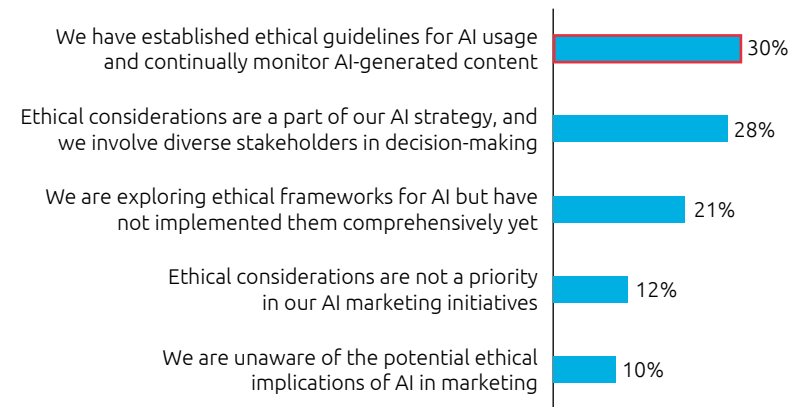 We have established ethical guidelines for AI usage
and continually monitor AI-generated content
30%
Ethical considerations are a part of our AI strategy, and
we involve diverse stakeholders in decision-making
28%
We are exploring ethical frameworks for AI but have
not implemented them comprehensively yet
21%
Ethical considerations are not a priority
in our AI marketing initiatives
12%
We are unaware of the potential ethical
implications of AI in marketing
10%